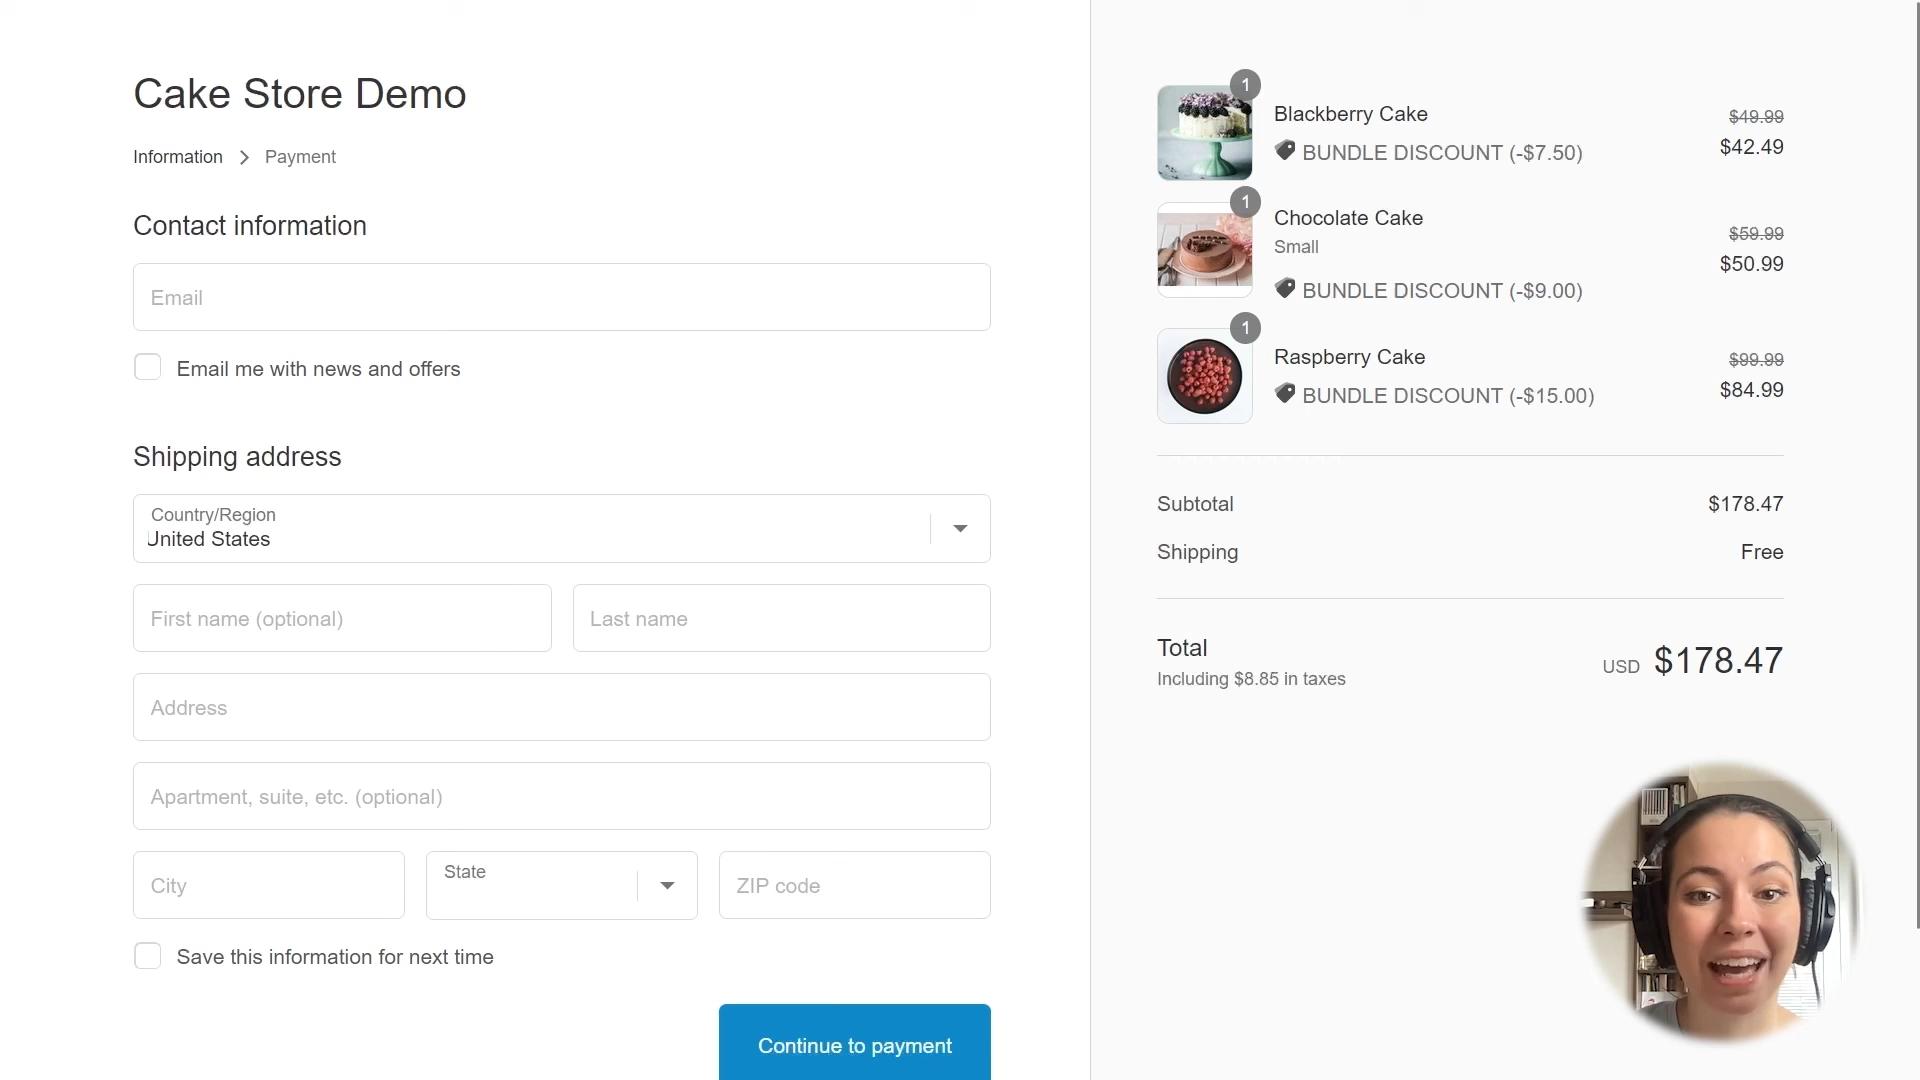 Cake Store Demo
Information
Payment
Contact information
Email
Email me with news and offers
Shipping address
Country/Region
United States
First name (optional)
Last name
Address
Apartment, suite, etc. (optional)
City
State
ZIP code
Save this information for next time
Continue to payment
1
Blackberry Cake
$49.99
BUNDLE DISCOUNT (-$7.50)
$42.49
1
Chocolate Cake
Small
$59.99
$50.99
BUNDLE DISCOUNT (-$9.00)
1
Raspberry Cake
$99.99
BUNDLE DISCOUNT (-$15.00)
$84.99
Subtotal
$178.47
Shipping
Free
Total
Including $8.85 in taxes
USD $178.47